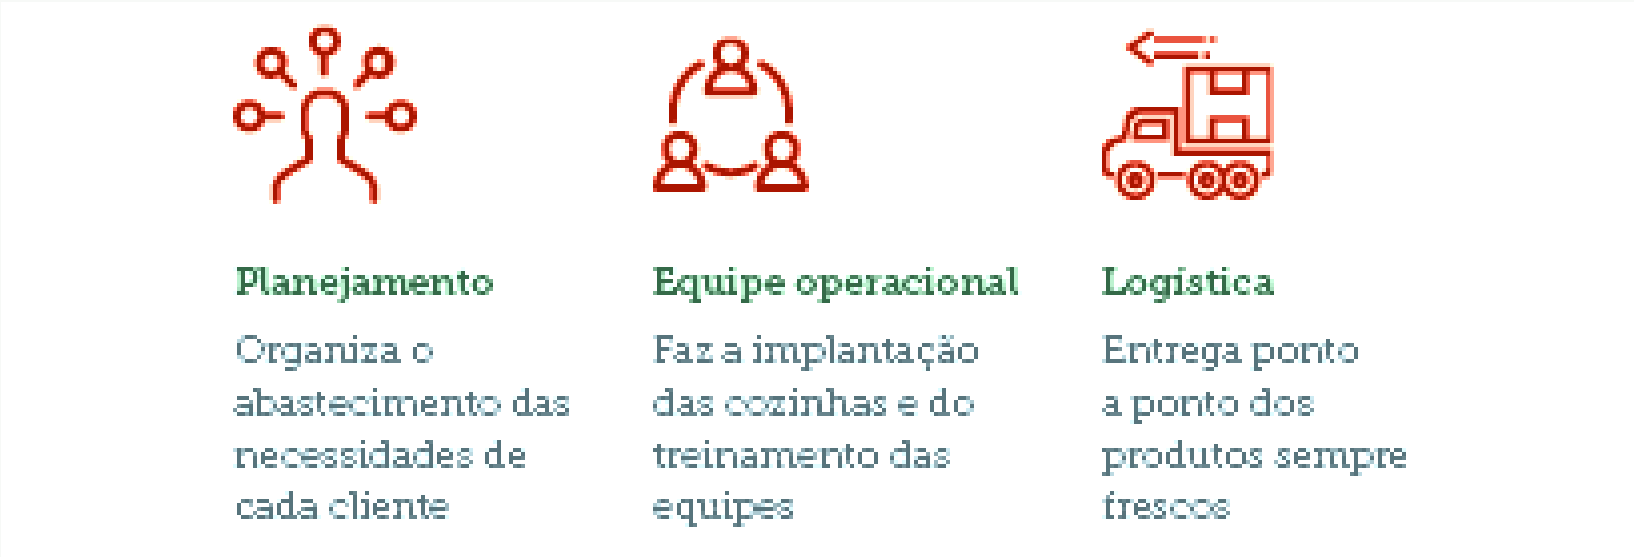 Planejamento
Organiza o
abastecimento das
necessidades de
cada cliente
Equipe operacional
Faz a implantação
das cozinhas e do
treinamento das
equipes
Logística
Entrega ponto
a ponto dos
produtos sempre
frescos